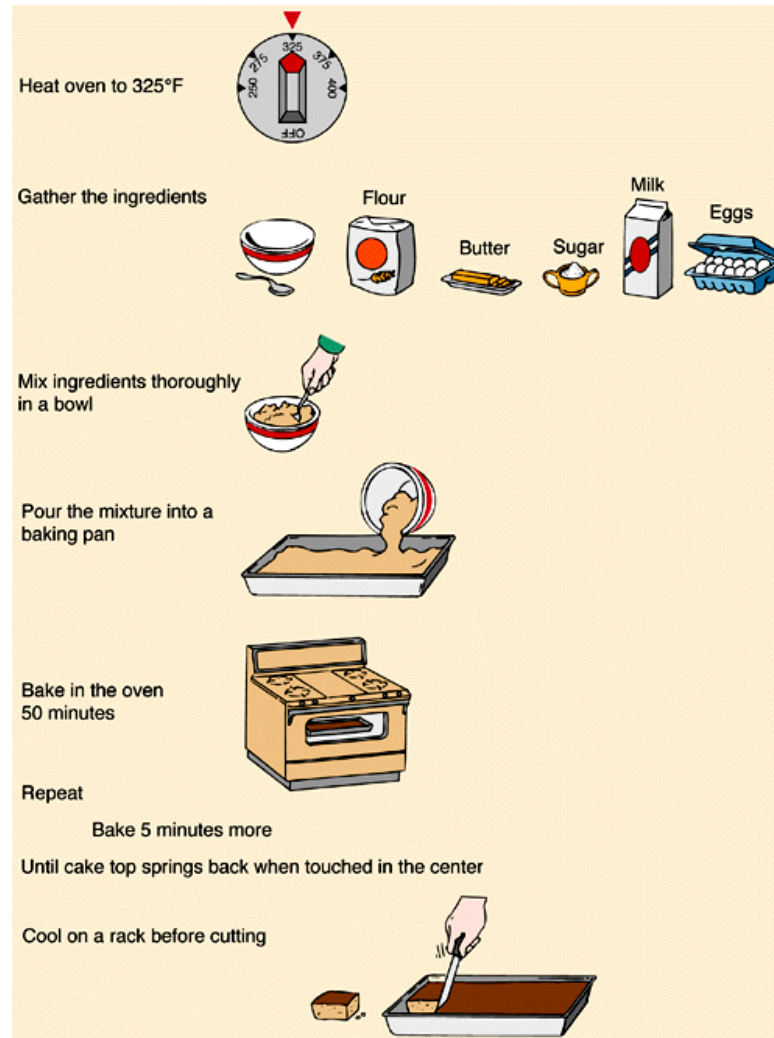 325
275
375
250
400
OFF
Heat oven to 325°F
Gather the ingredients
Flour
Butter
Sugar
Milk
Eggs
Mix ingredients thoroughly
in a bowl
Pour the mixture into a
baking pan
Bake in the oven
50 minutes
Repeat
Bake 5 minutes more
Until cake top springs back when touched in the center
Cool on a rack before cutting